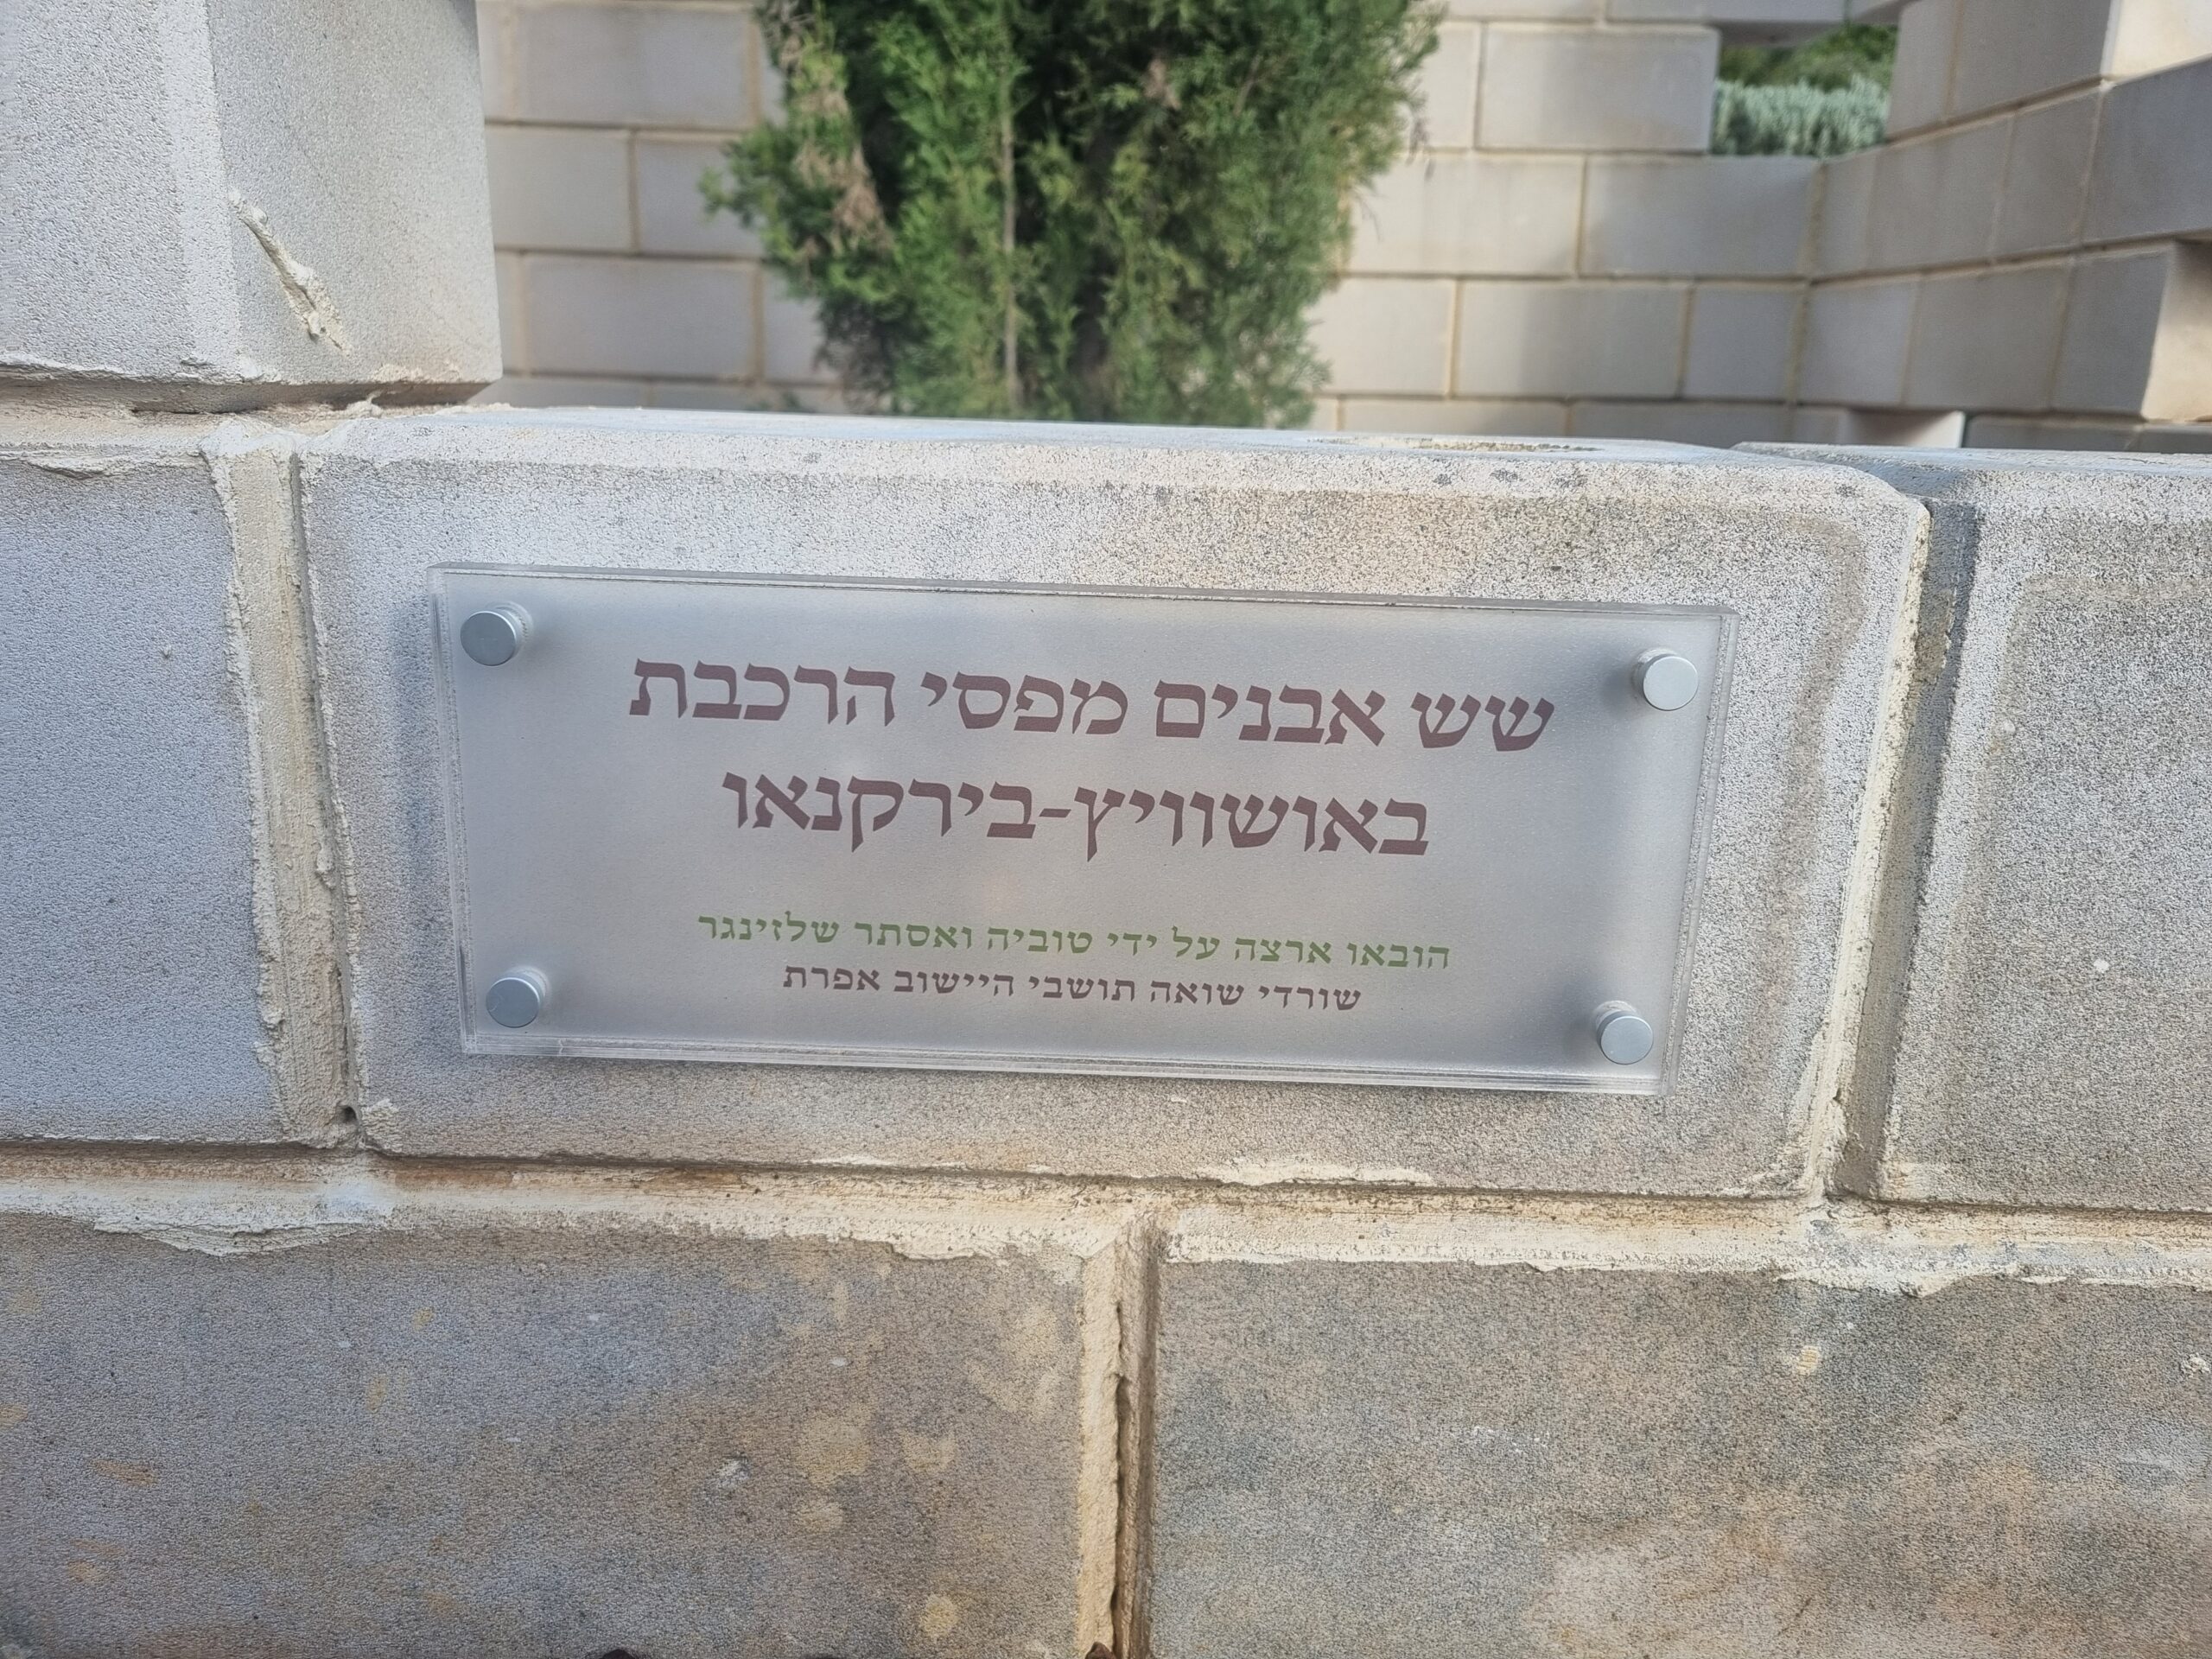 שש אבנים מפסי הרכבת
באושוויץ-בירקנאו
הובאו ארצה על ידי טוביה ואסתר שלזינגר
שורדי שואה תושבי היישוב אפרת